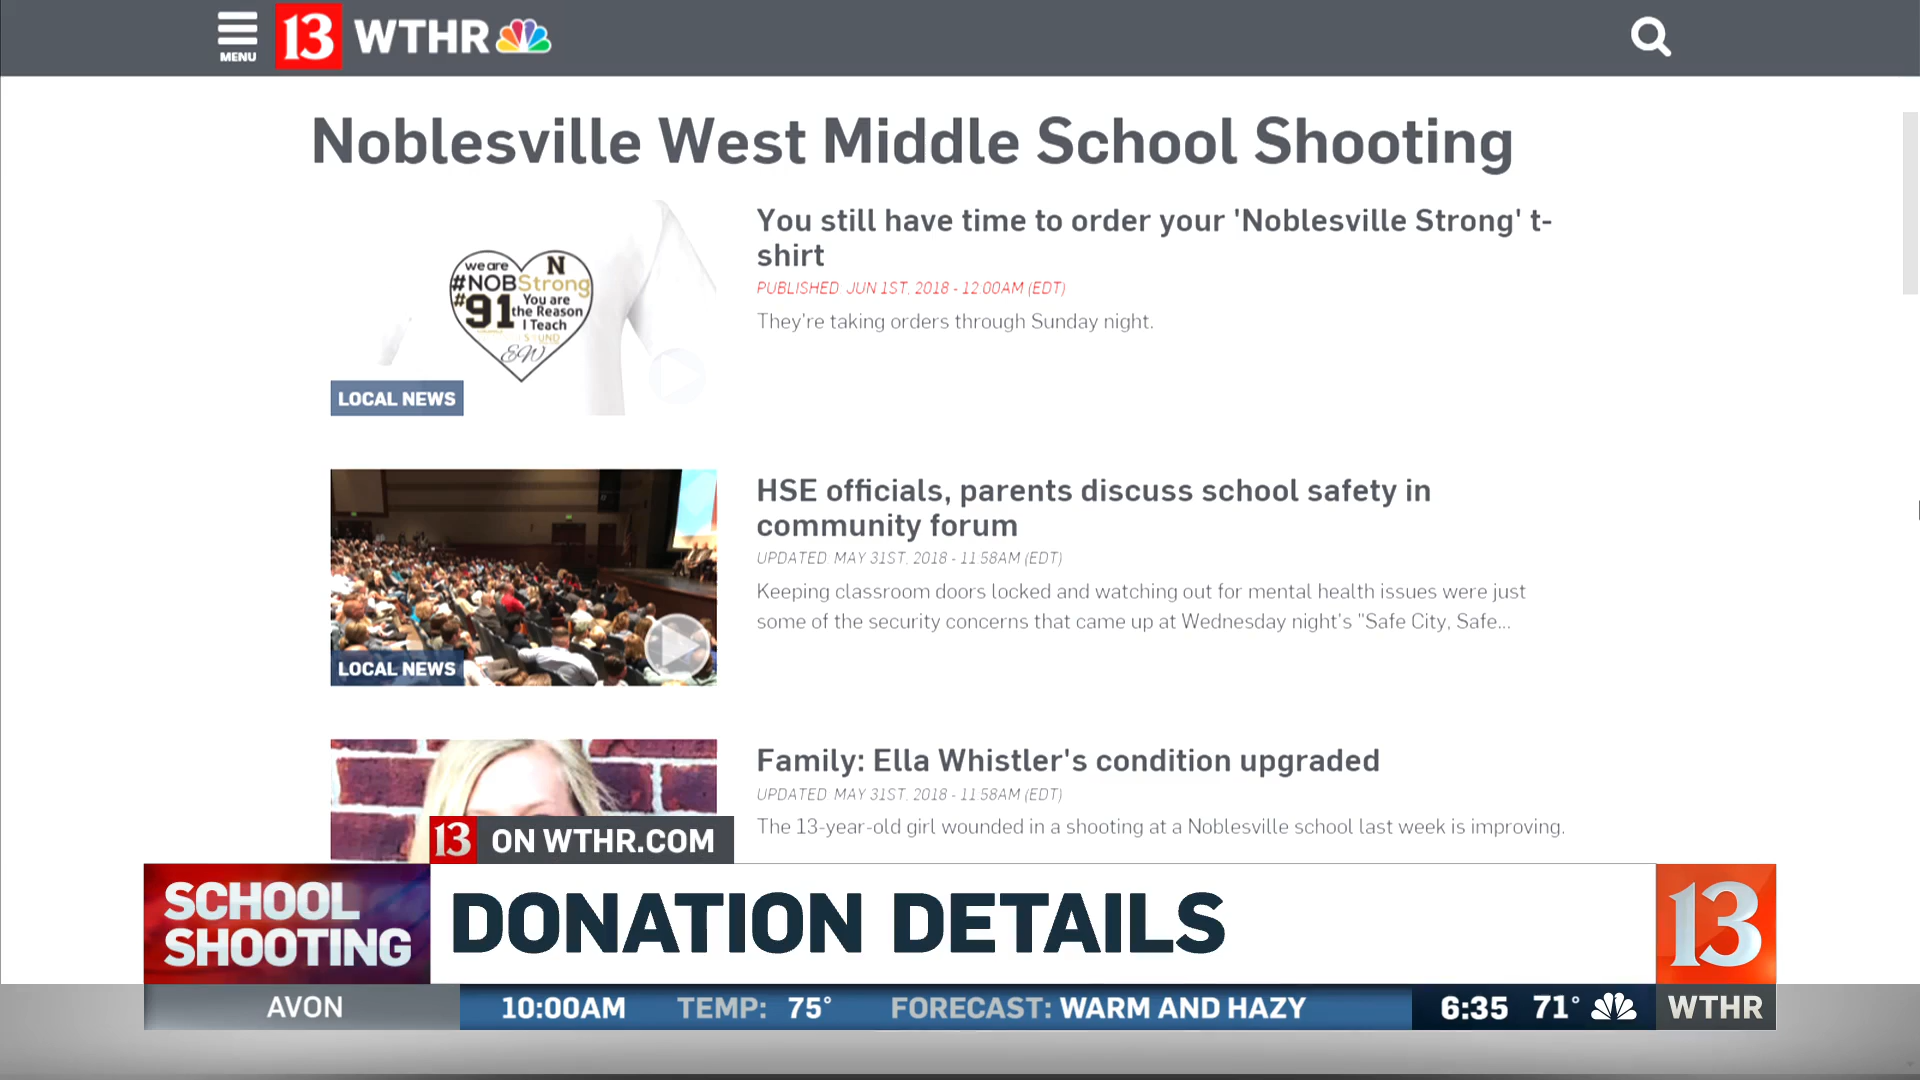 MENU
13 WTHR
Noblesville West Middle School Shooting
You still have time to order your 'Noblesville Strong' t-
shirt
PUBLISHED: JUN 1ST, 2018 - 12:00AM (EDT)
They're taking orders through Sunday night.
we are N
#NOBStrong
#91 You are
the Reason
I Teach
EW
LOCAL NEWS
HSE officials, parents discuss school safety in
community forum
UPDATED: MAY 31ST, 2018 - 11:58AM (EDT)
Keeping classroom doors locked and watching out for mental health issues were just
some of the security concerns that came up at Wednesday night's "Safe City, Safe...
LOCAL NEWS
Family: Ella Whistler's condition upgraded
UPDATED: MAY 31ST, 2018 - 11:58AM (EDT)
The 13-year-old girl wounded in a shooting at a Noblesville school last week is improving.
13 ON WTHR.COM
SCHOOL
SHOOTING
DONATION DETAILS
13
AVON
10:00AM TEMP: 75° FORECAST: WARM AND HAZY
6:35 71°
WTHR